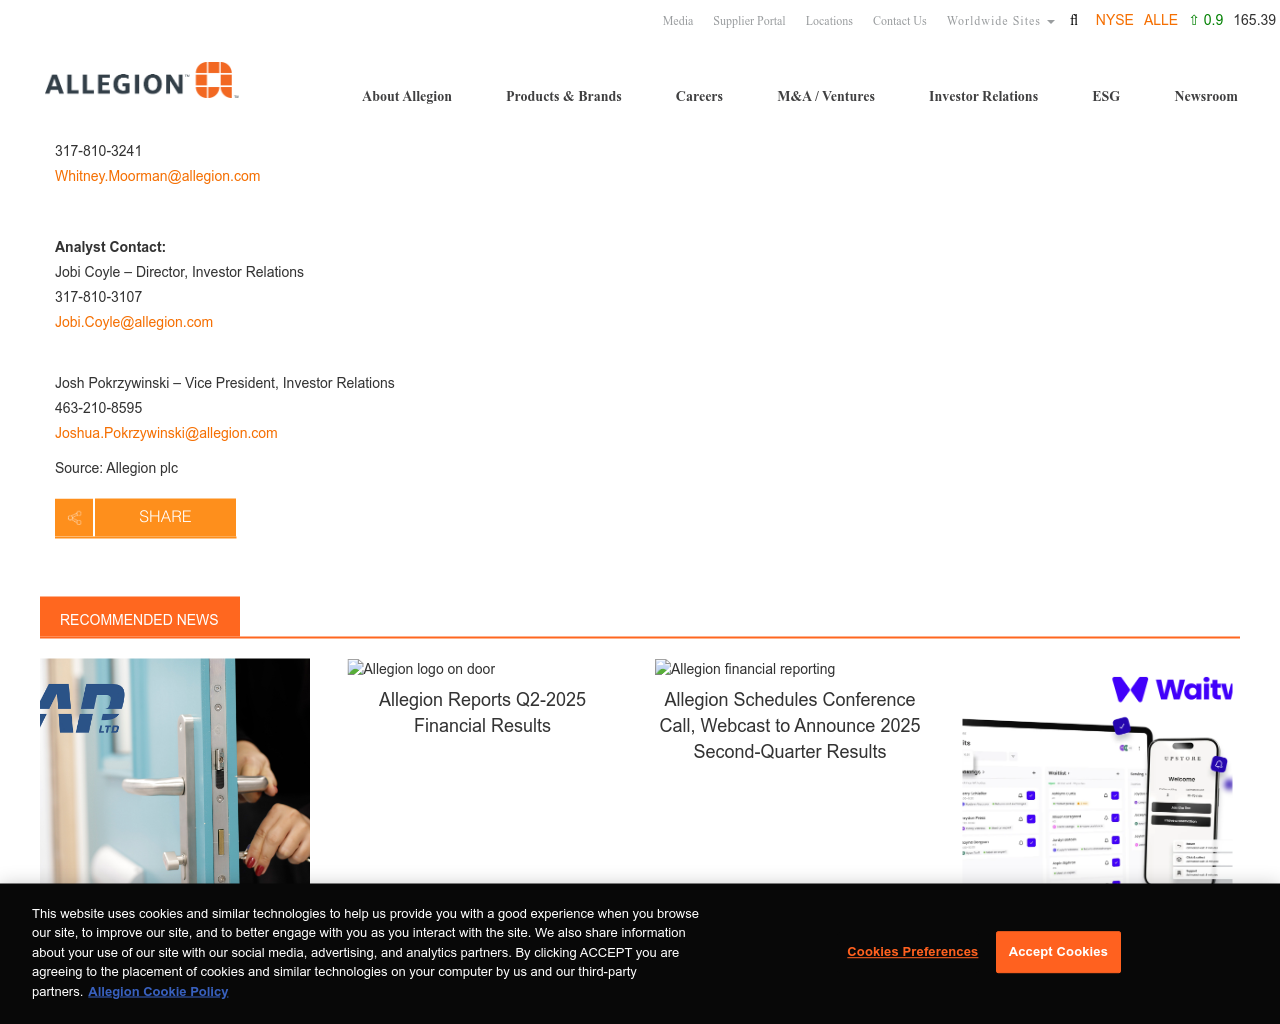 Media Supplier Portal Locations Contact Us Worldwide Sites NYSE ALLE ⇧ 0.9 165.39
ALLEGION™
About Allegion Products & Brands Careers M&A / Ventures Investor Relations ESG Newsroom
317-810-3241
Whitney.Moorman@allegion.com
Analyst Contact:
Jobi Coyle – Director, Investor Relations
317-810-3107
Jobi.Coyle@allegion.com
Josh Pokrzywinski – Vice President, Investor Relations
463-210-8595
Joshua.Pokrzywinski@allegion.com
Source: Allegion plc
SHARE
RECOMMENDED NEWS
AP
LTD
Allegion logo on door
Allegion Reports Q2-2025
Financial Results
Allegion financial reporting
Allegion Schedules Conference
Call, Webcast to Announce 2025
Second-Quarter Results
Waitw
UPSTORE
Welcome
This website uses cookies and similar technologies to help us provide you with a good experience when you browse
our site, to improve our site, and to better engage with you as you interact with the site. We also share information
about your use of our site with our social media, advertising, and analytics partners. By clicking ACCEPT you are
agreeing to the placement of cookies and similar technologies on your computer by us and our third-party
partners. Allegion Cookie Policy
Cookies Preferences
Accept Cookies